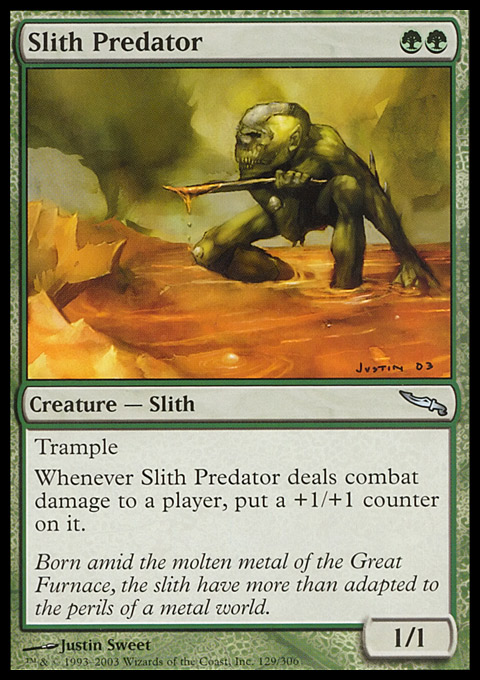 Slith Predator
JUSTIN 03
Creature — Slith
Trample
Whenever Slith Predator deals combat
damage to a player, put a +1/+1 counter
on it.
Born amid the molten metal of the Great
Furnace, the slith have more than adapted to
the perils of a metal world.
1/1
Justin Sweet
™ & © 1993–2003 Wizards of the Coast, Inc. 129/306